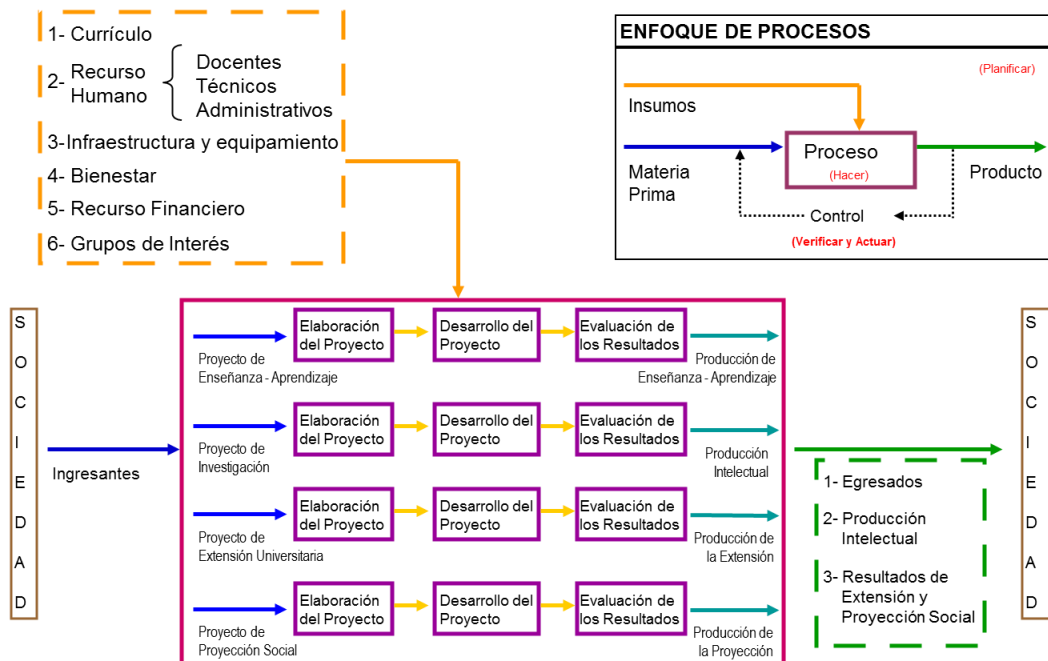 1- Currículo
2- Recurso
Humano
Docentes
Técnicos
Administrativos
3-Infraestructura y equipamiento
4- Bienestar
5- Recurso Financiero
6- Grupos de Interés
ENFOQUE DE PROCESOS
(Planificar)
Insumos
Materia
Prima
Proceso
(Hacer)
Producto
Control
(Verificar y Actuar)
SOCIEDAD
Ingresantes
Proyecto de
Enseñanza - Aprendizaje
Elaboración
del Proyecto
Desarrollo del
Proyecto
Evaluación de
los Resultados
Producción de
Enseñanza - Aprendizaje
Proyecto de
Investigación
Elaboración
del Proyecto
Desarrollo del
Proyecto
Evaluación de
los Resultados
Producción
Intelectual
Proyecto de
Extensión Universitaria
Elaboración
del Proyecto
Desarrollo del
Proyecto
Evaluación de
los Resultados
Producción de
la Extensión
Proyecto de
Proyección Social
Elaboración
del Proyecto
Desarrollo del
Proyecto
Evaluación de
los Resultados
Producción de
la Proyección
1- Egresados
2- Producción
Intelectual
3- Resultados de
Extensión y
Proyección Social
SOCIEDAD